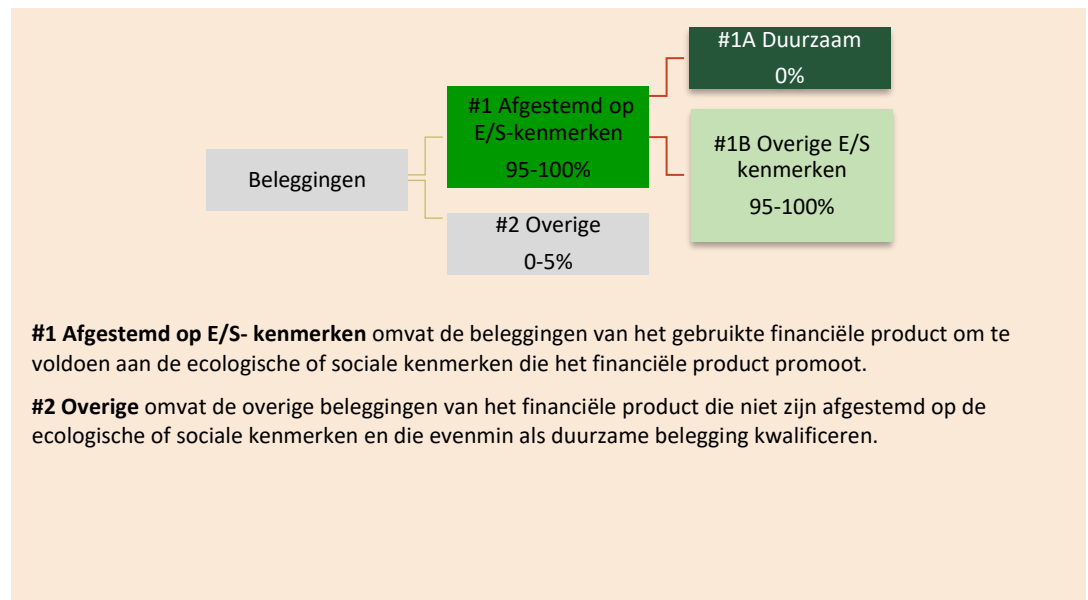 #1A Duurzaam
0%
#1 Afgestemd op
E/S-kenmerken
95-100%
#1B Overige E/S
kenmerken
95-100%
Beleggingen
#2 Overige
0-5%
#1 Afgestemd op E/S- kenmerken omvat de beleggingen van het gebruikte financiële product om te
voldoen aan de ecologische of sociale kenmerken die het financiële product promoot.
#2 Overige omvat de overige beleggingen van het financiële product die niet zijn afgestemd op de
ecologische of sociale kenmerken en die evenmin als duurzame belegging kwalificeren.